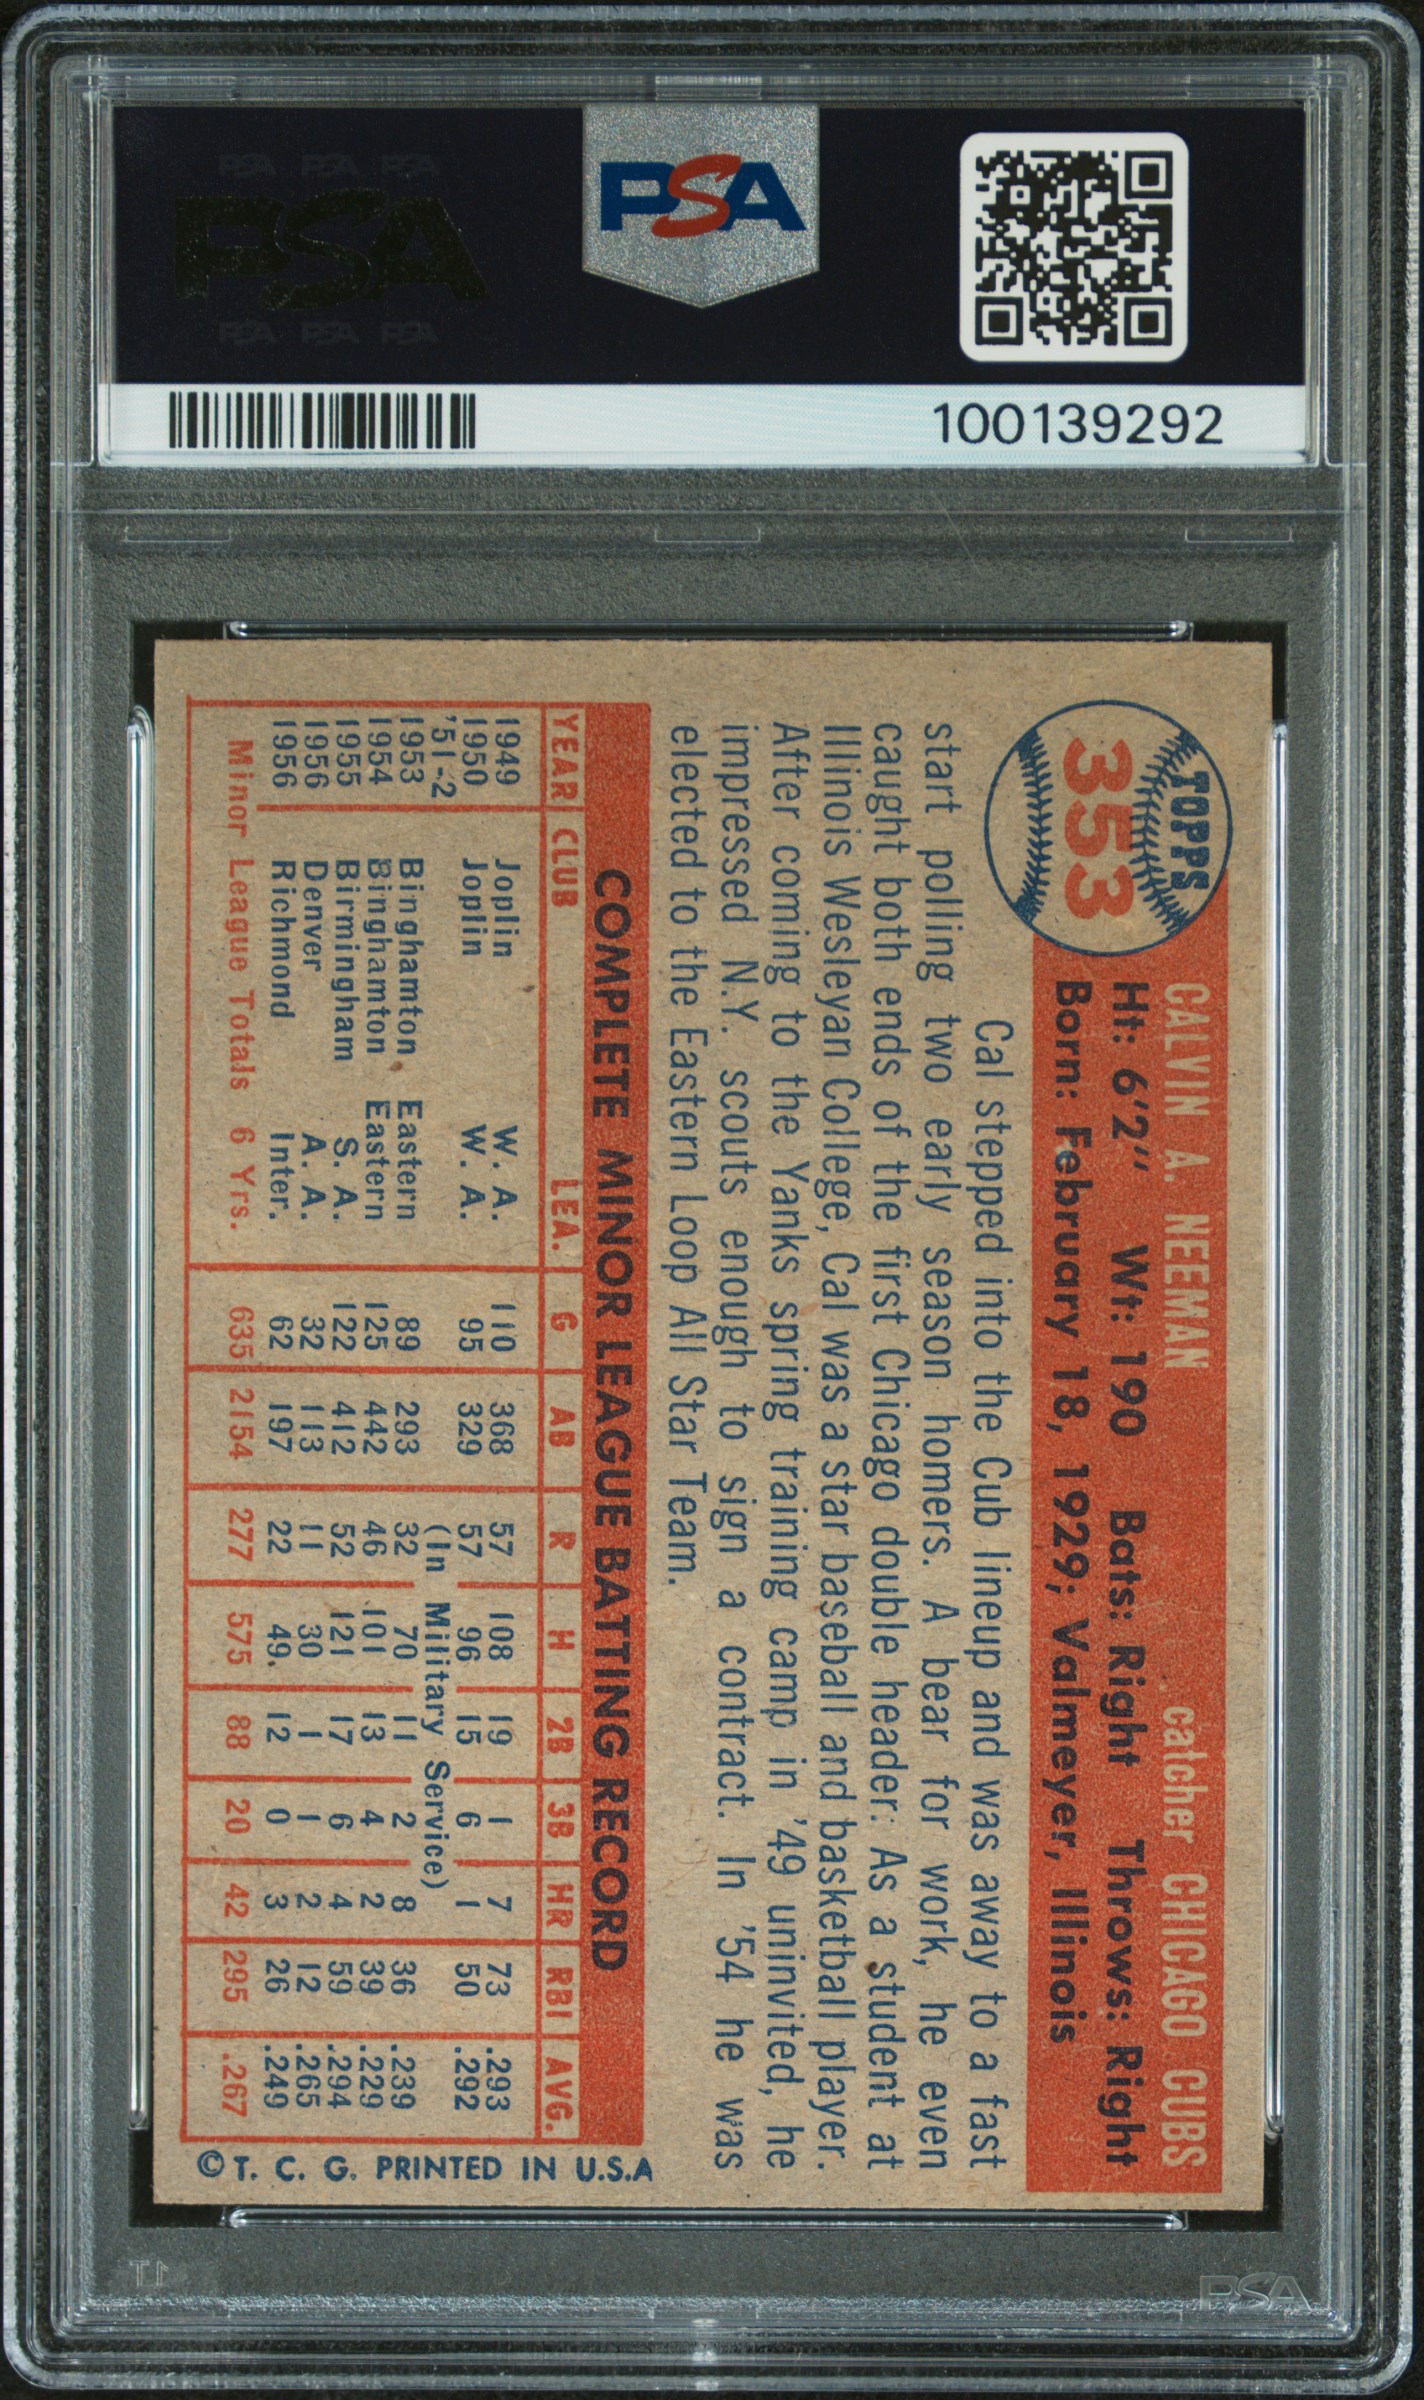 PSA PSA PSA
PSA
PSA PSA PSA
PSA
100139292
TOPPS
353
CALVIN A. NEEMAN catcher CHICAGO CUBS
Ht: 6'2" Wt: 190 Bats: Right Throws: Right
Born: February 18, 1929; Valmeyer, Illinois
Cal stepped into the Cub lineup and was away to a fast
start polling two early season homers. A bear for work, he even
caught both ends of the first Chicago double header. As a student at
Illinois Wesleyan College, Cal was a star baseball and basketball player.
After coming to the Yanks spring training camp in '49 uninvited, he
impressed N.Y. scouts enough to sign a contract. In '54 he was
elected to the Eastern Loop All Star Team.
COMPLETE MINOR LEAGUE BATTING RECORD
YEAR CLUB LEA. G AB R H 2B 3B HR RBI AVG.
1949 Joplin W. A. 110 368 57 108 19 1 7 73 .293
1950 Joplin W. A. 95 329 57 96 15 6 1 50 .292
'51-2 (In Military Service)
1953 Binghamton Eastern 89 293 32 70 11 2 8 36 .239
1954 Binghamton Eastern 125 442 46 101 13 4 2 39 .229
1955 Birmingham S. A. 122 412 52 121 17 6 4 59 .294
1956 Denver A. A. 32 113 11 30 1 1 2 12 .265
1956 Richmond Inter. 62 197 22 49 12 0 3 26 .249
Minor League Totals 6 Yrs. 635 2154 277 575 88 20 42 295 .267
© T. C. G. PRINTED IN U.S.A
PSA